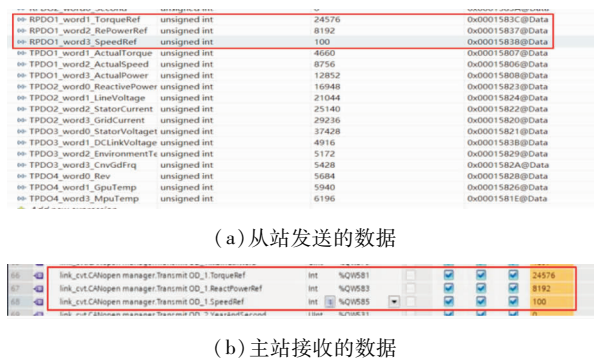 RPDO1_word1_TorqueRef unsigned int 24576 0x0001583C@Data
RPDO1_word2_RePowerRef unsigned int 8192 0x00015837@Data
RPDO1_word3_SpeedRef unsigned int 100 0x00015838@Data
TPDO1_word1_ActualTorque unsigned int 4660 0x00015807@Data
TPDO1_word2_ActualSpeed unsigned int 8756 0x00015806@Data
TPDO1_word3_ActualPower unsigned int 12852 0x00015808@Data
TPDO2_word0_ReactivePower unsigned int 16948 0x00015823@Data
TPDO2_word1_LineVoltage unsigned int 21044 0x00015824@Data
TPDO2_word2_StatorCurrent unsigned int 25140 0x00015822@Data
TPDO2_word3_GridCurrent unsigned int 29236 0x00015820@Data
TPDO3_word0_StatorVoltaget unsigned int 37428 0x00015821@Data
TPDO3_word1_DCLinkVoltage unsigned int 4916 0x0001583B@Data
TPDO3_word2_EnvironmentTe unsigned int 5172 0x00015829@Data
TPDO3_word3_CnvGdFrq unsigned int 5428 0x0001582A@Data
TPDO4_word0_Rev unsigned int 5684 0x00015828@Data
TPDO4_word1_GpuTemp unsigned int 5940 0x00015826@Data
TPDO4_word3_MpuTemp unsigned int 6196 0x0001581E@Data
(a)从站发送的数据
66 link_cvt.CANopen manager.Transmit OD_1.TorqueRef Int %QW581 24576
67 link_cvt.CANopen manager.Transmit OD_1.ReactPowerRef Int %QW583 8192
68 link_cvt.CANopen manager.Transmit OD_1.SpeedRef Int %QW585 100
(b)主站接收的数据